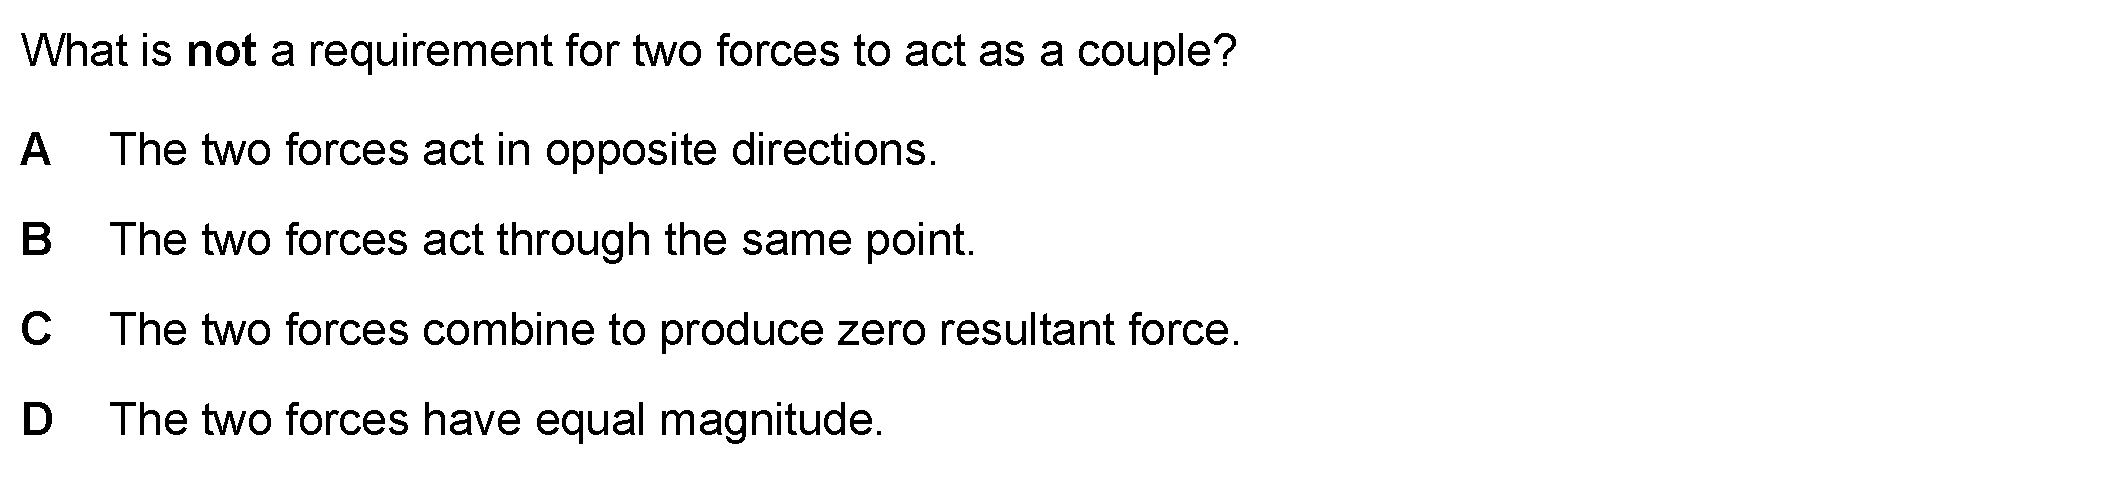 What is not a requirement for two forces to act as a couple?
A The two forces act in opposite directions.
B The two forces act through the same point.
C The two forces combine to produce zero resultant force.
D The two forces have equal magnitude.